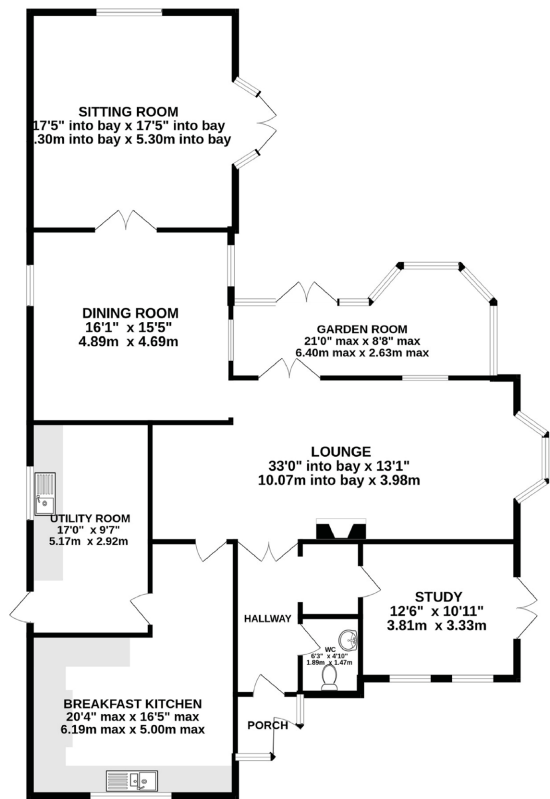 SITTING ROOM
17'5" into bay x 17'5" into bay
.30m into bay x 5.30m into bay
DINING ROOM
16'1" x 15'5"
4.89m x 4.69m
GARDEN ROOM
21'0" max x 8'8" max
6.40m max x 2.63m max
LOUNGE
33'0" into bay x 13'1"
10.07m into bay x 3.98m
UTILITY ROOM
17'0" x 9'7"
5.17m x 2.92m
STUDY
12'6" x 10'11"
3.81m x 3.33m
HALLWAY
WC
6'3" x 4'10"
1.89m x 1.47m
BREAKFAST KITCHEN
20'4" max x 16'5" max
6.19m max x 5.00m max
PORCH